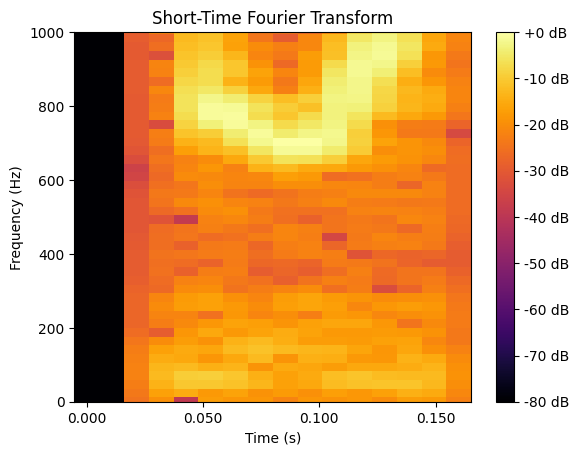 Short-Time Fourier Transform
1000
800
600
400
200
0
Frequency (Hz)
0.000
0.050
0.100
0.150
Time (s)
+0 dB
-10 dB
-20 dB
-30 dB
-40 dB
-50 dB
-60 dB
-70 dB
-80 dB